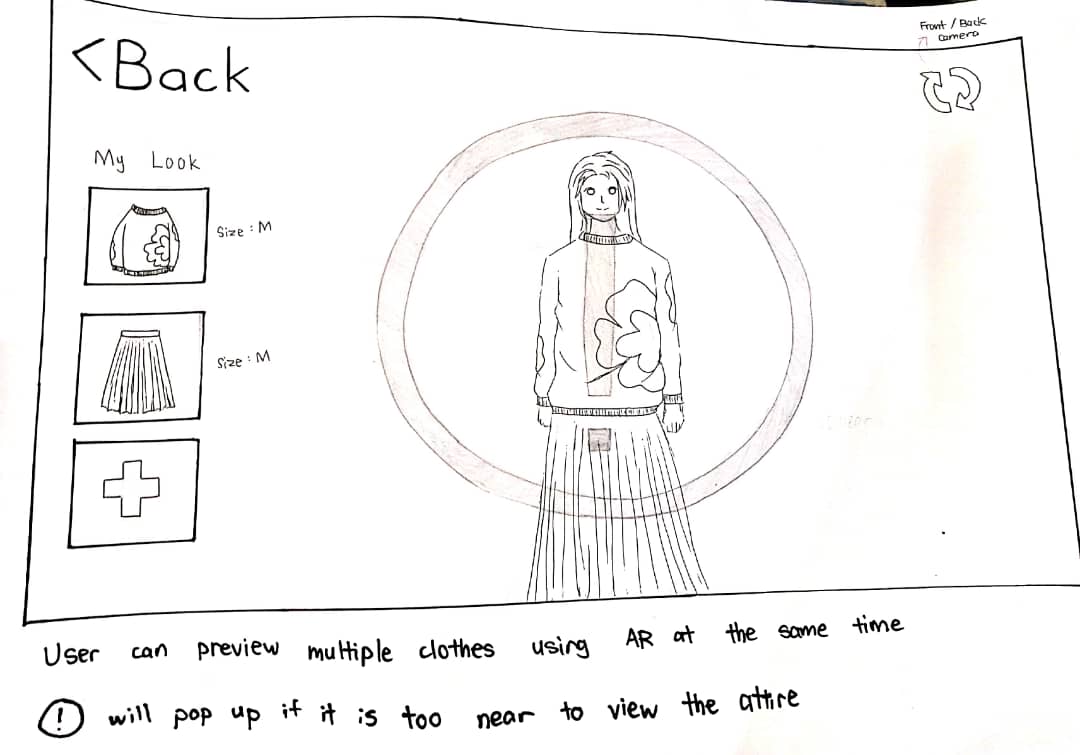 Front / Back
Camera
<Back
My Look
Size : M
Size : M
User can preview multiple clothes using AR at the same time
! will pop up if it is too near to view the attire